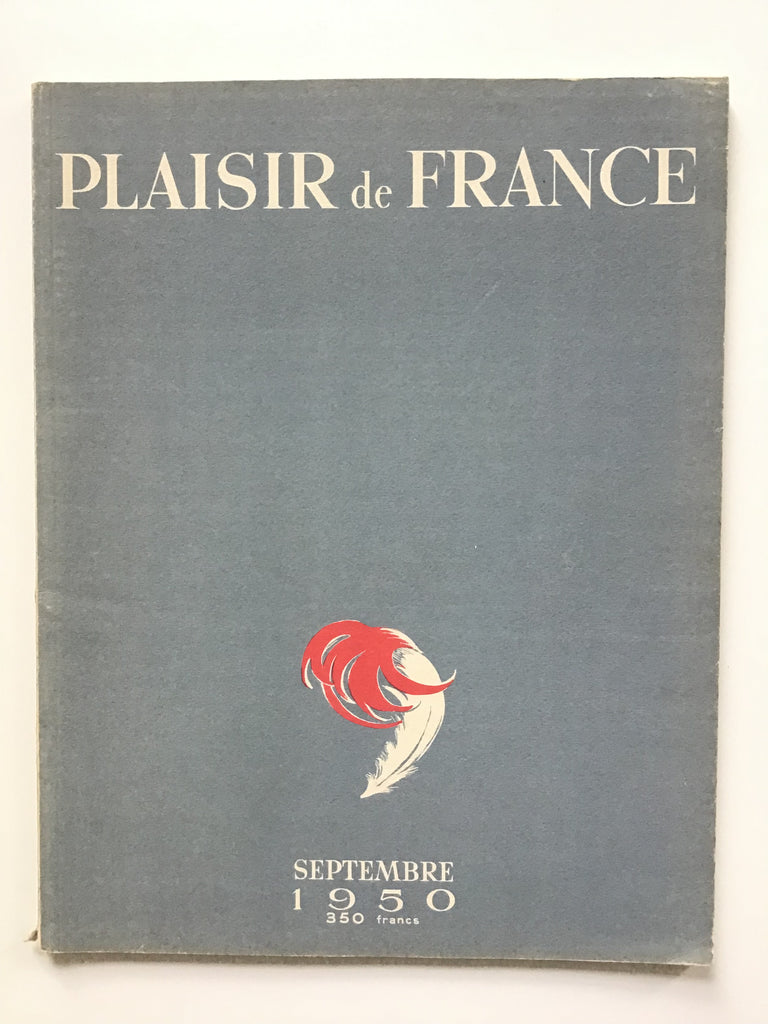 PLAISIR de FRANCE
SEPTEMBRE
1950
350 francs